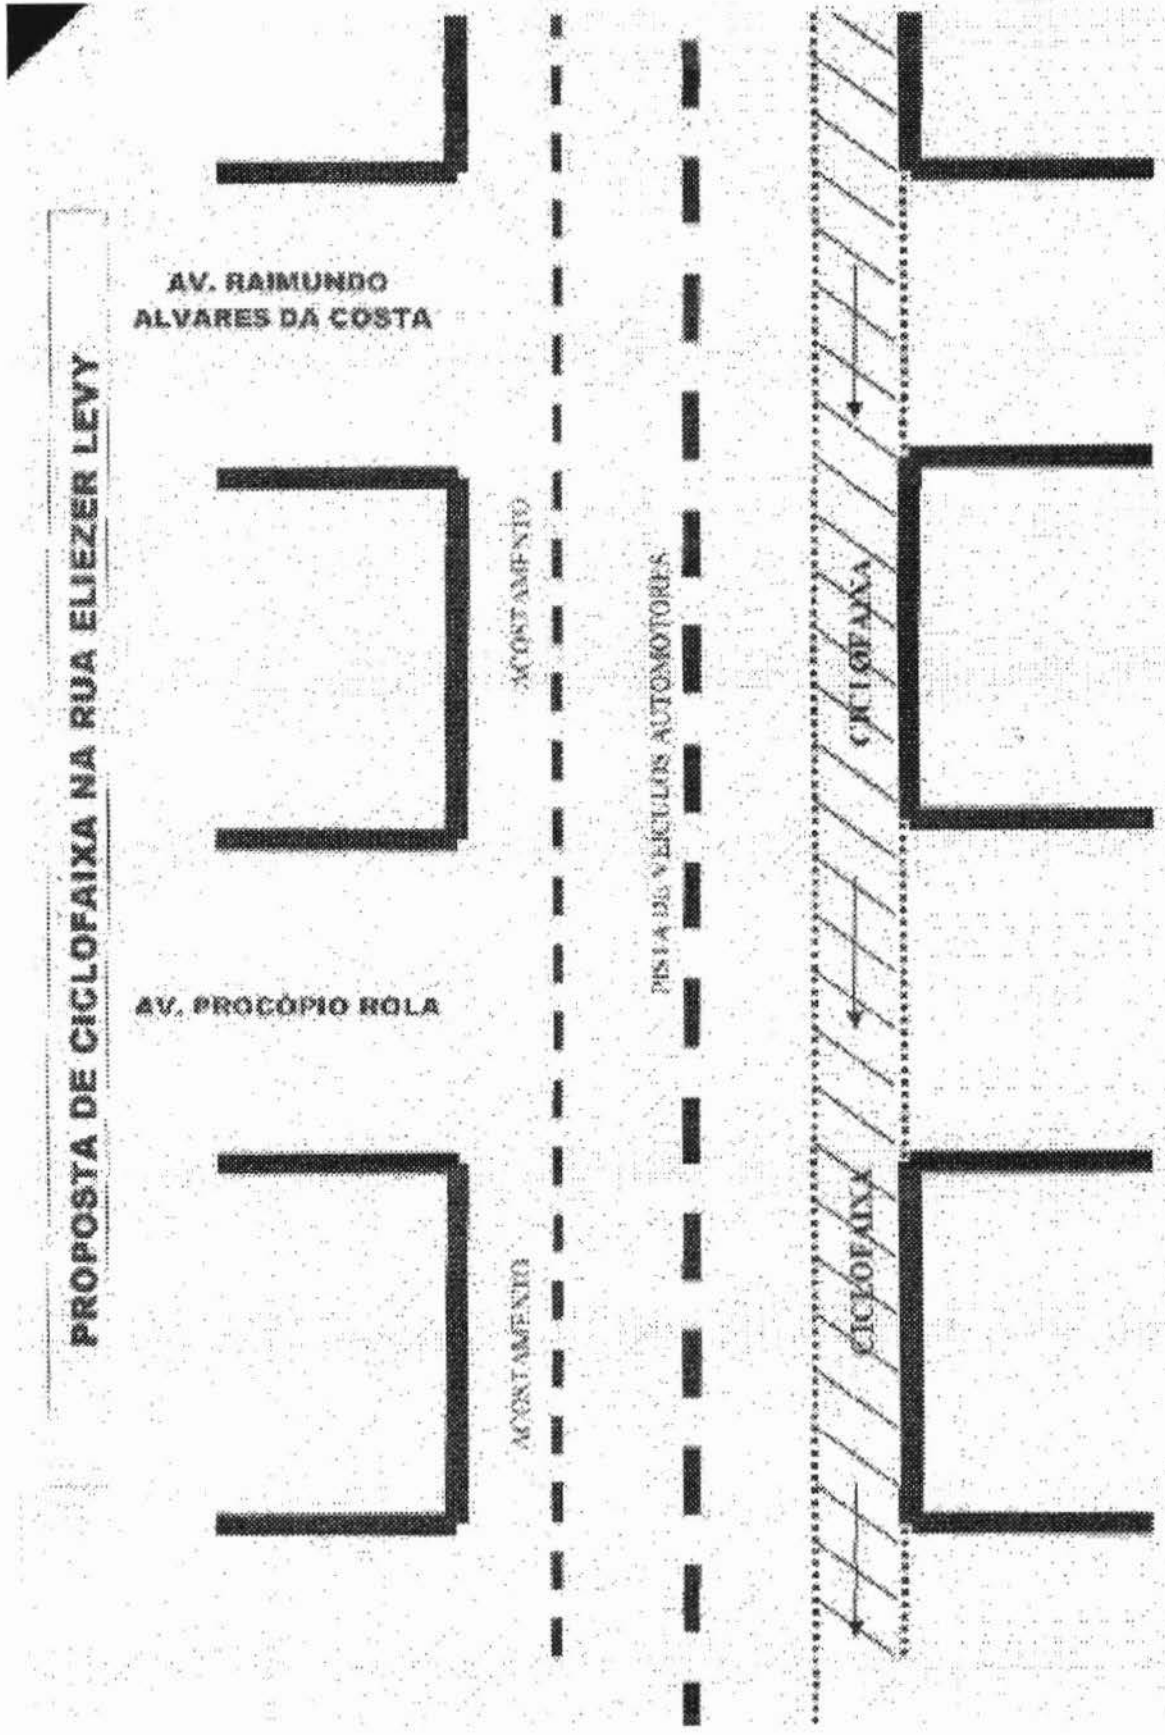 PROPOSTA DE CICLOFAIXA NA RUA ELIEZER LEVY
AV. RAIMUNDO
ALVARES DA COSTA
ACOSTAMENTO
PISTA DE VEÍCULOS AUTOMOTORES
CICLOFAIXA
AV. PROCÓPIO ROLA
ACOSTAMENTO
CICLOFAIXA